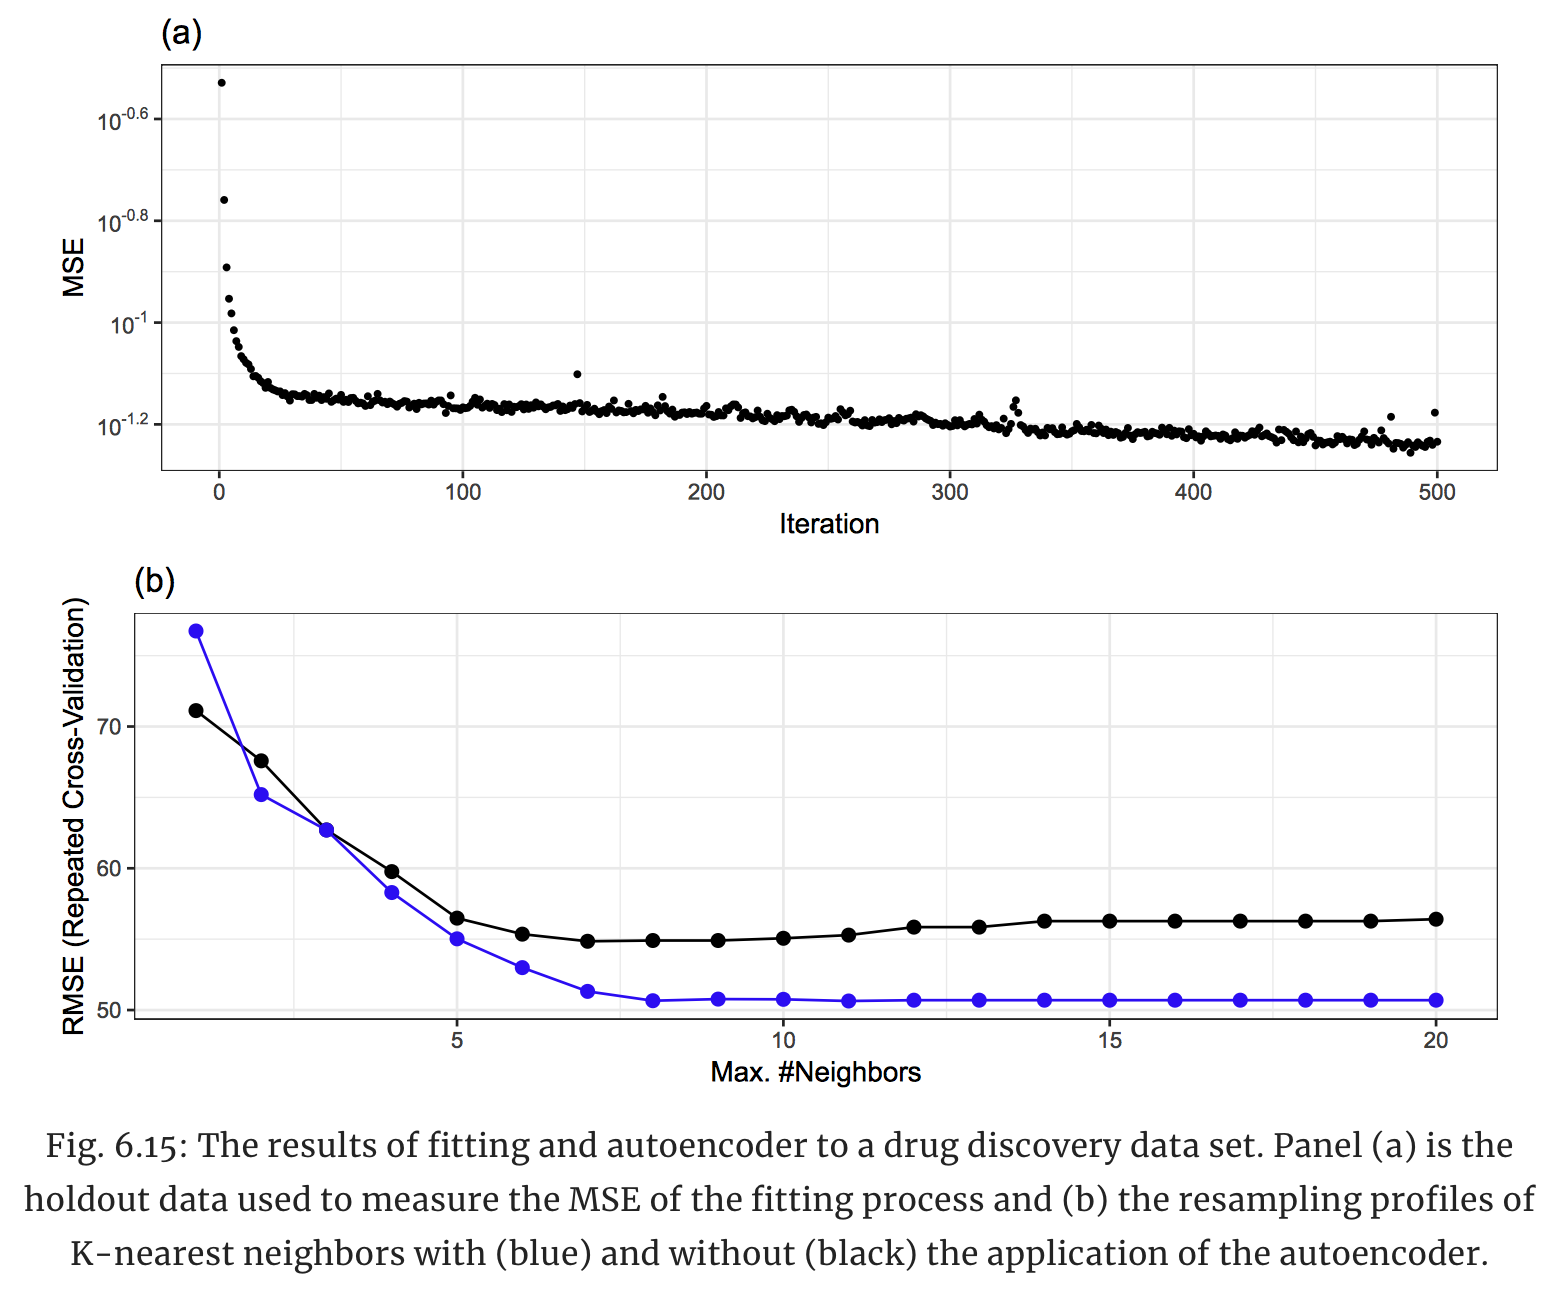 (a)
MSE
10^-0.6
10^-0.8
10^-1
10^-1.2
0 100 200 300 400 500
Iteration
(b)
RMSE (Repeated Cross-Validation)
70
60
50
5 10 15 20
Max. #Neighbors
Fig. 6.15: The results of fitting and autoencoder to a drug discovery data set. Panel (a) is the
holdout data used to measure the MSE of the fitting process and (b) the resampling profiles of
K-nearest neighbors with (blue) and without (black) the application of the autoencoder.